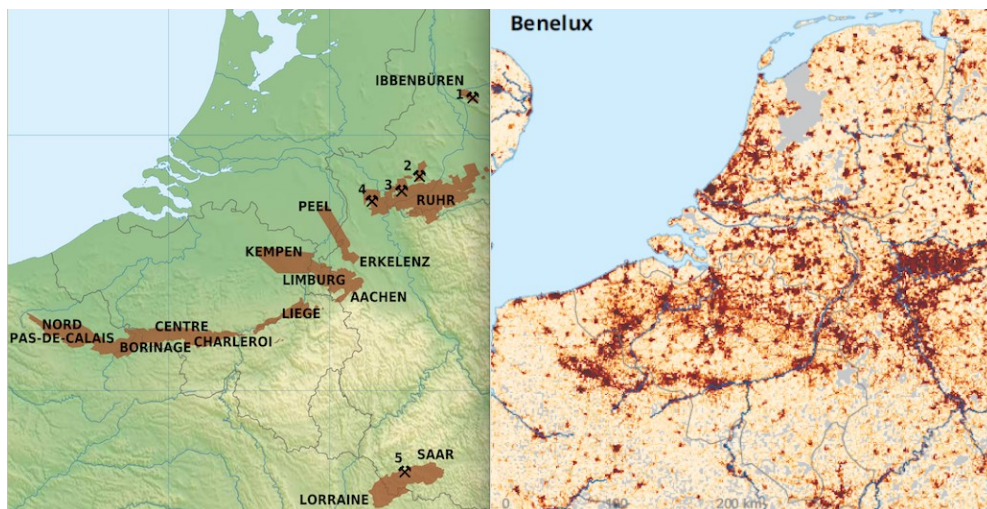 Benelux
IBBENBÜREN
1
2
3
4
RUHR
PEEL
KEMPEN
ERKELENZ
LIMBURG
AACHEN
LIEGE
NORD
PAS-DE-CALAIS
CENTRE
BORINAGE
CHARLEROI
5
SAAR
LORRAINE
0
100
200 km